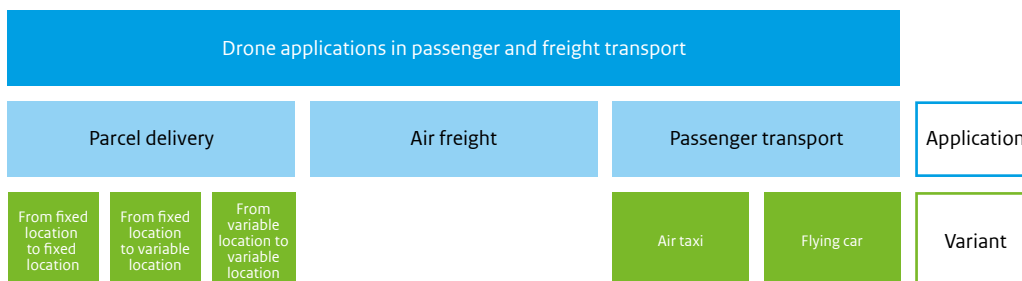 Drone applications in passenger and freight transport
Parcel delivery
Air freight
Passenger transport
Application
From fixed
location
to fixed
location
From fixed
location
to variable
location
From
variable
location to
variable
location
Air taxi
Flying car
Variant